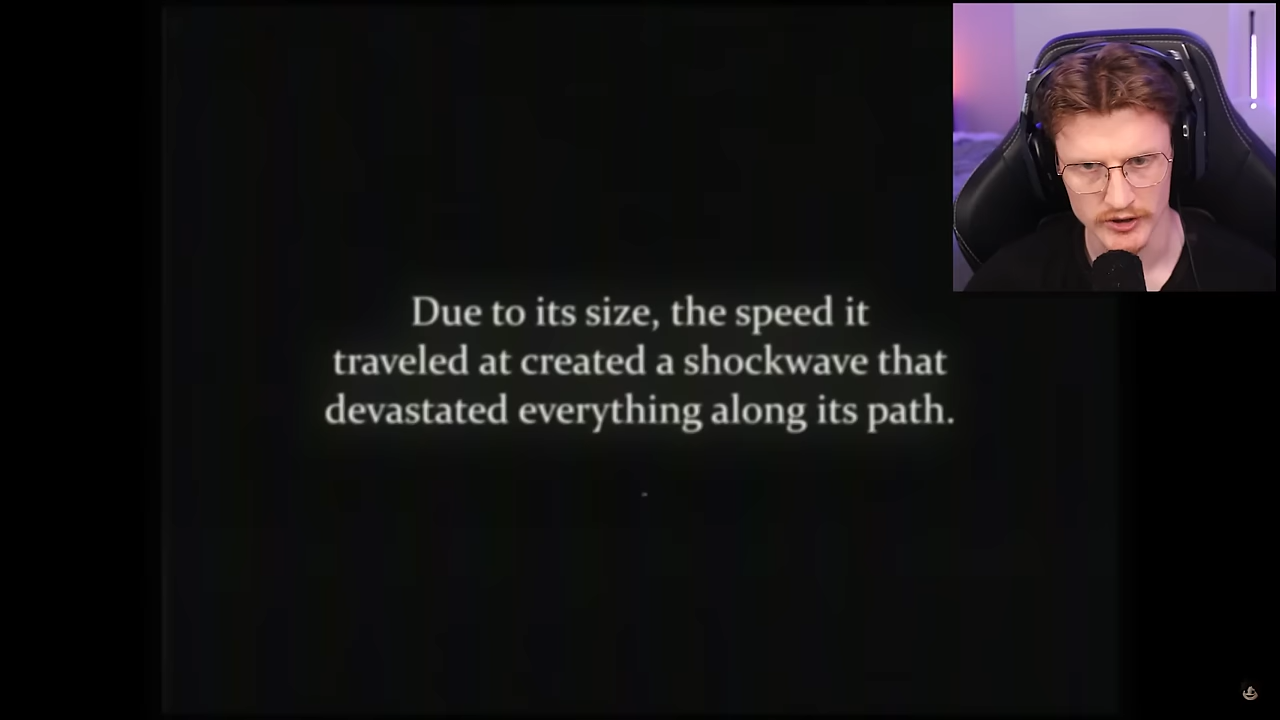 Due to its size, the speed it
traveled at created a shockwave that
devastated everything along its path.